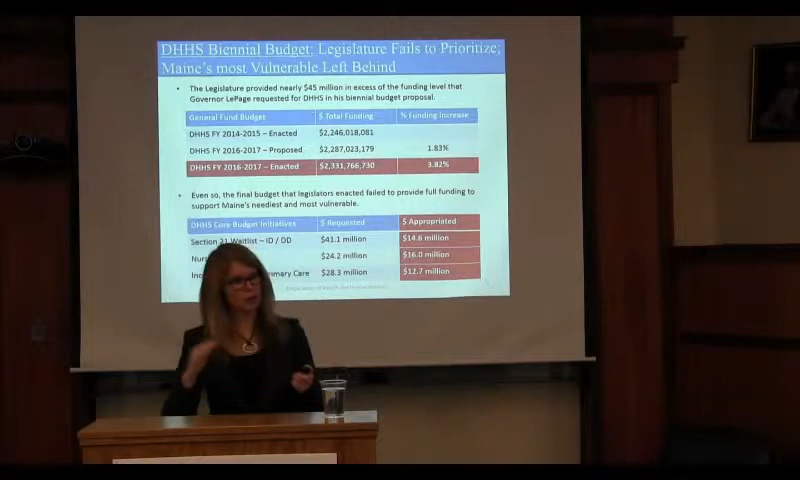 DHHS Biennial Budget: Legislature Fails to Prioritize;
Maine's most Vulnerable Left Behind
• The Legislature provided nearly $45 million in excess of the funding level that
Governor LePage requested for DHHS in his biennial budget proposal.
General Fund Budget $ Total Funding % Funding Increase
DHHS FY 2014-2015 – Enacted $2,246,018,081
DHHS FY 2016-2017 – Proposed $2,287,023,179 1.83%
DHHS FY 2016-2017 – Enacted $2,331,766,730 3.82%
• Even so, the final budget that legislators enacted failed to provide full funding to
support Maine's neediest and most vulnerable.
DHHS Core Budget Initiatives $ Requested $ Appropriated
Section 21 Waitlist – ID / DD $41.1 million $14.6 million
$24.2 million $16.0 million
Care $28.3 million $12.7 million
Department of Health and Human Services